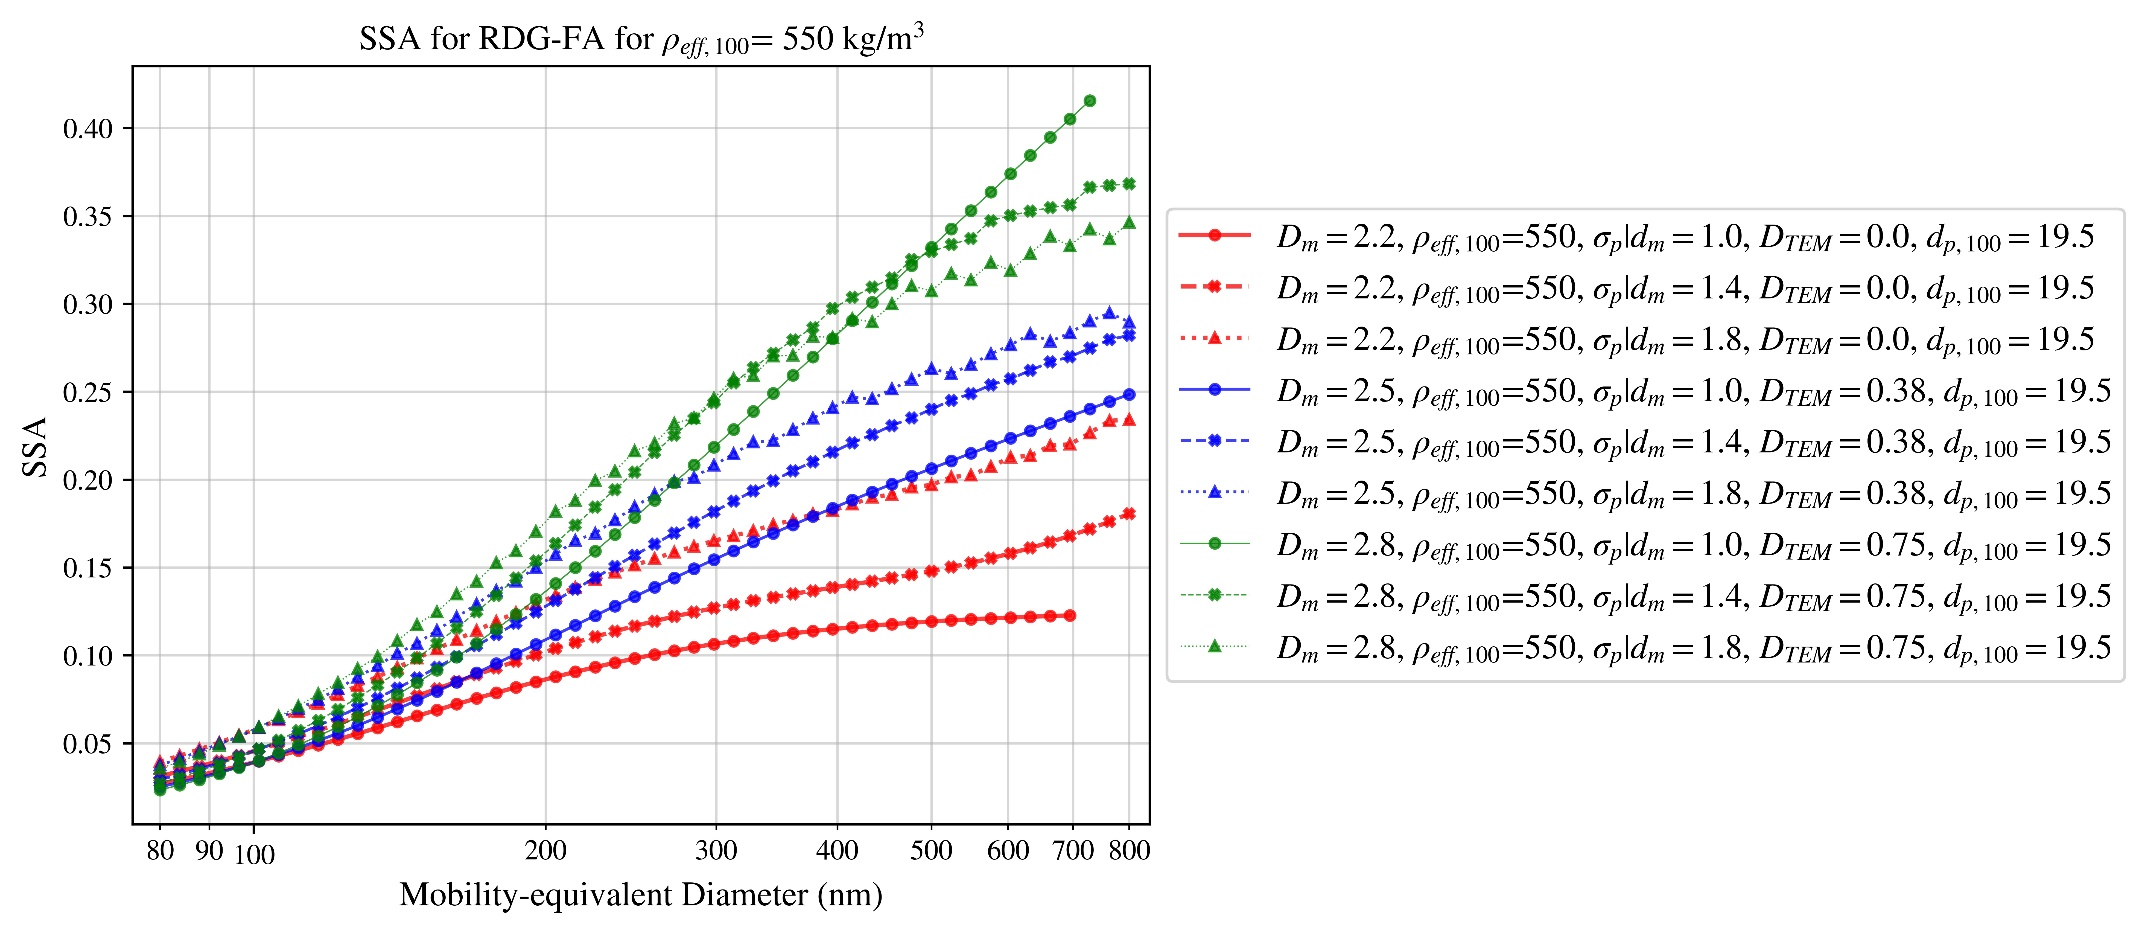 SSA for RDG-FA for ρeff,100= 550 kg/m³
SSA
0.40
0.35
0.30
0.25
0.20
0.15
0.10
0.05
80 90 100 200 300 400 500 600 700 800
Mobility-equivalent Diameter (nm)
Dm = 2.2, ρeff,100=550, σp|dm = 1.0, DTEM = 0.0, dp,100 = 19.5
Dm = 2.2, ρeff,100=550, σp|dm = 1.4, DTEM = 0.0, dp,100 = 19.5
Dm = 2.2, ρeff,100=550, σp|dm = 1.8, DTEM = 0.0, dp,100 = 19.5
Dm = 2.5, ρeff,100=550, σp|dm = 1.0, DTEM = 0.38, dp,100 = 19.5
Dm = 2.5, ρeff,100=550, σp|dm = 1.4, DTEM = 0.38, dp,100 = 19.5
Dm = 2.5, ρeff,100=550, σp|dm = 1.8, DTEM = 0.38, dp,100 = 19.5
Dm = 2.8, ρeff,100=550, σp|dm = 1.0, DTEM = 0.75, dp,100 = 19.5
Dm = 2.8, ρeff,100=550, σp|dm = 1.4, DTEM = 0.75, dp,100 = 19.5
Dm = 2.8, ρeff,100=550, σp|dm = 1.8, DTEM = 0.75, dp,100 = 19.5